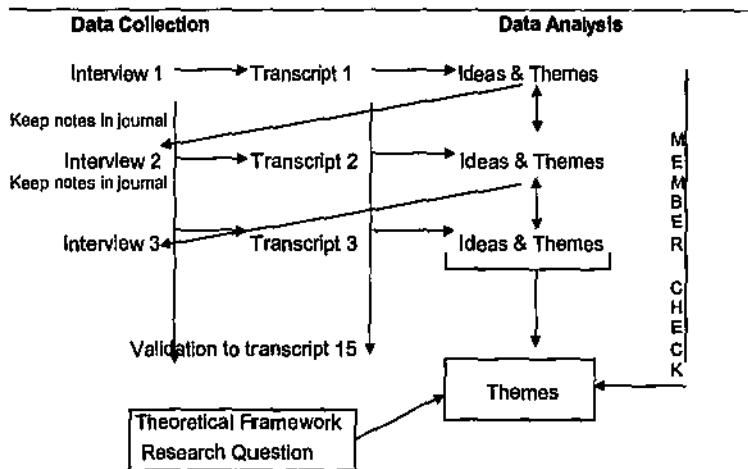 Data Collection Data Analysis
Interview 1 Transcript 1 Ideas & Themes
Keep notes in journal
Interview 2 Transcript 2 Ideas & Themes
Keep notes in journal
Interview 3 Transcript 3 Ideas & Themes
MEMBER CHECK
Validation to transcript 15
Themes
Theoretical Framework
Research Question